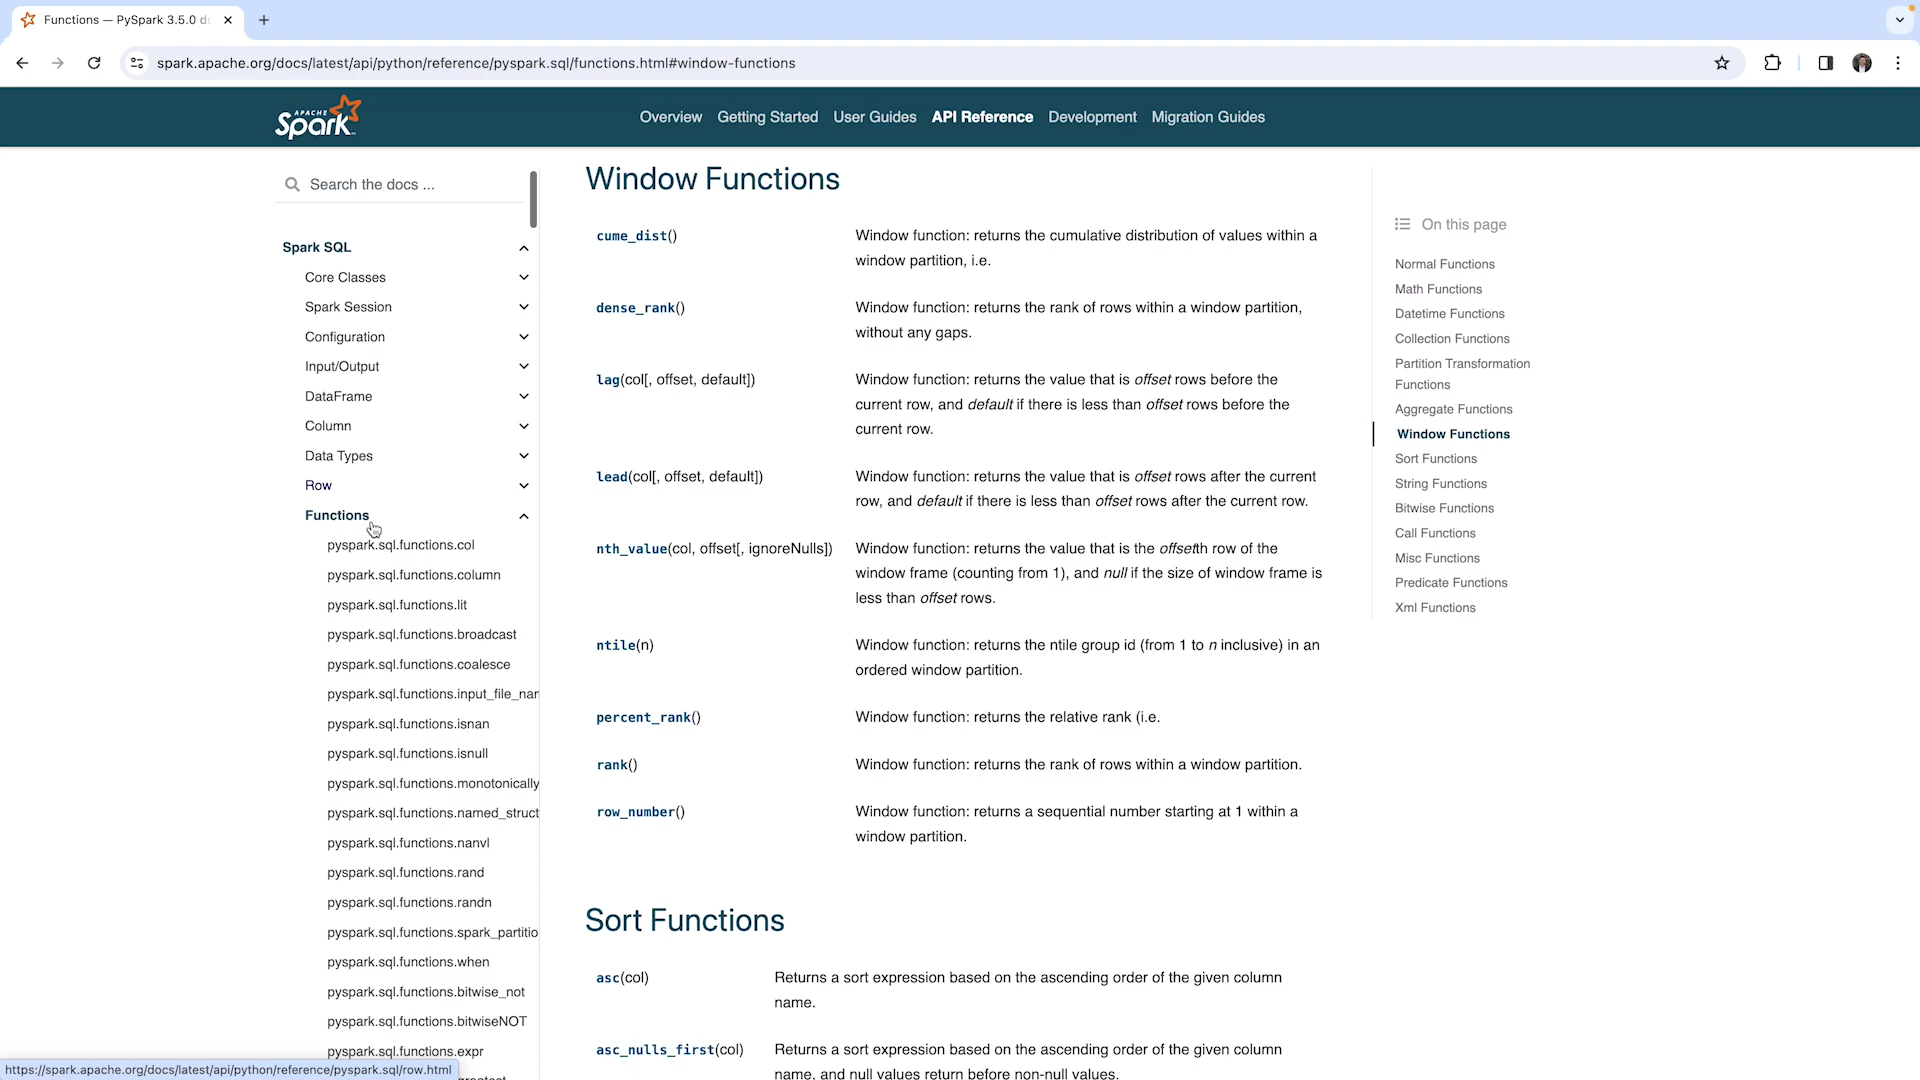 Functions — PySpark 3.5.0 d
spark.apache.org/docs/latest/api/python/reference/pyspark.sql/functions.html#window-functions
APACHE
Spark
Overview Getting Started User Guides API Reference Development Migration Guides
Search the docs ...
Spark SQL
Core Classes
Spark Session
Configuration
Input/Output
DataFrame
Column
Data Types
Row
Functions
pyspark.sql.functions.col
pyspark.sql.functions.column
pyspark.sql.functions.lit
pyspark.sql.functions.broadcast
pyspark.sql.functions.coalesce
pyspark.sql.functions.input_file_nam
pyspark.sql.functions.isnan
pyspark.sql.functions.isnull
pyspark.sql.functions.monotonically
pyspark.sql.functions.named_struct
pyspark.sql.functions.nanvl
pyspark.sql.functions.rand
pyspark.sql.functions.randn
pyspark.sql.functions.spark_partitio
pyspark.sql.functions.when
pyspark.sql.functions.bitwise_not
pyspark.sql.functions.bitwiseNOT
pyspark.sql.functions.expr
https://spark.apache.org/docs/latest/api/python/reference/pyspark.sql/row.html
Window Functions
cume_dist() Window function: returns the cumulative distribution of values within a
window partition, i.e.
dense_rank() Window function: returns the rank of rows within a window partition,
without any gaps.
lag(col[, offset, default]) Window function: returns the value that is offset rows before the
current row, and default if there is less than offset rows before the
current row.
lead(col[, offset, default]) Window function: returns the value that is offset rows after the current
row, and default if there is less than offset rows after the current row.
nth_value(col, offset[, ignoreNulls]) Window function: returns the value that is the offsetth row of the
window frame (counting from 1), and null if the size of window frame is
less than offset rows.
ntile(n) Window function: returns the ntile group id (from 1 to n inclusive) in an
ordered window partition.
percent_rank() Window function: returns the relative rank (i.e.
rank() Window function: returns the rank of rows within a window partition.
row_number() Window function: returns a sequential number starting at 1 within a
window partition.
Sort Functions
asc(col) Returns a sort expression based on the ascending order of the given column
name.
asc_nulls_first(col) Returns a sort expression based on the ascending order of the given column
name, and null values return before non-null values.
On this page
Normal Functions
Math Functions
Datetime Functions
Collection Functions
Partition Transformation
Functions
Aggregate Functions
Window Functions
Sort Functions
String Functions
Bitwise Functions
Call Functions
Misc Functions
Predicate Functions
Xml Functions